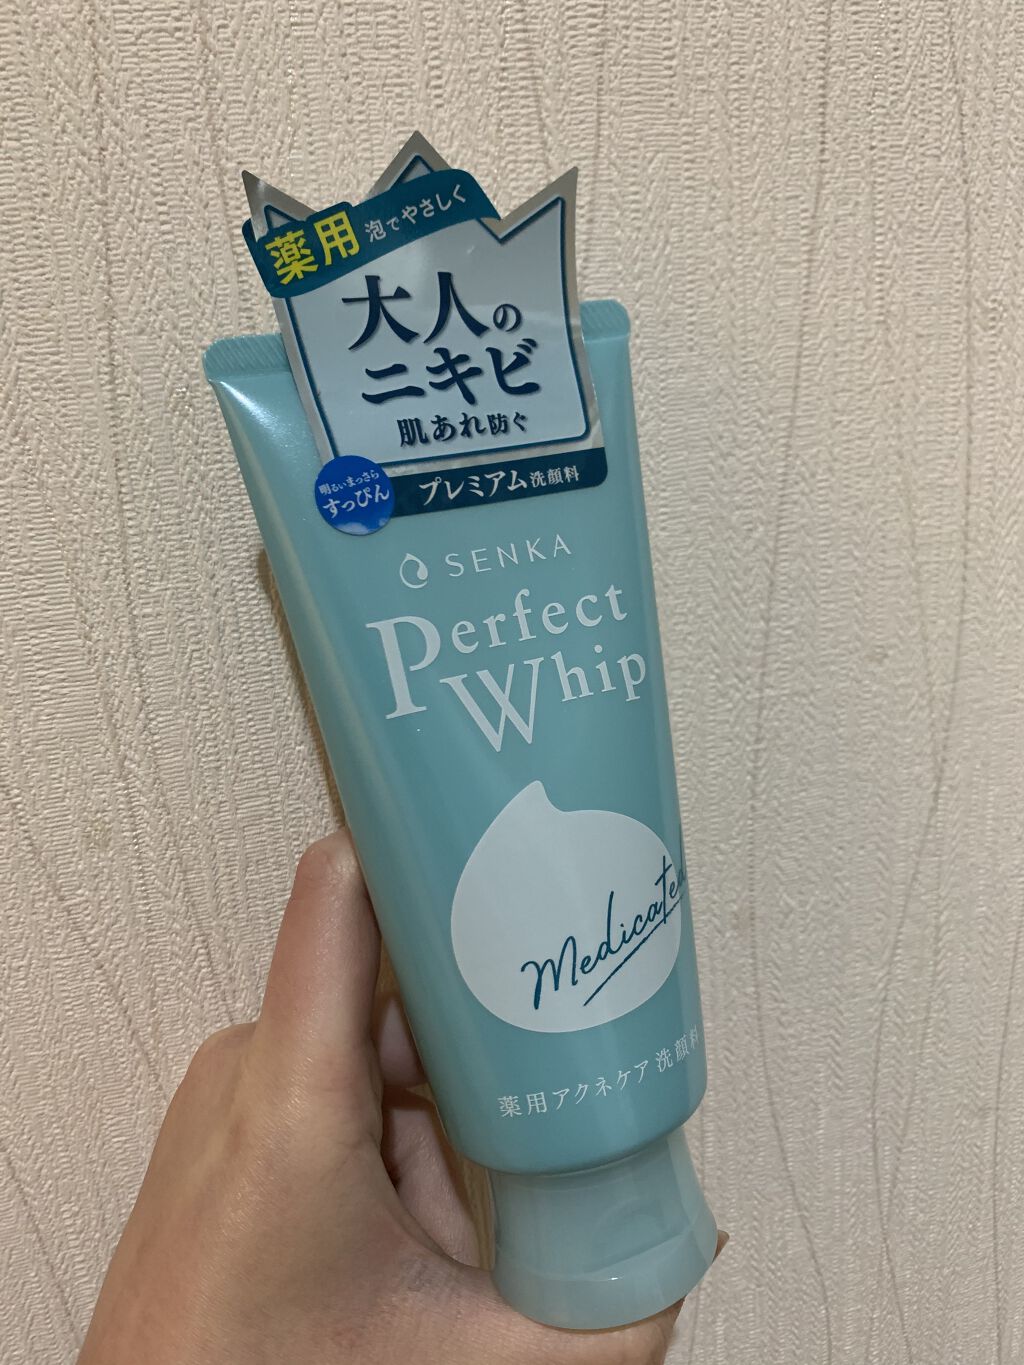 薬用 泡でやさしく
大人の
ニキビ
肌あれ防ぐ
明るいまっさら
すっぴん
プレミアム洗顔料
SENKA
Perfect
Whip
Medicated
薬用アクネケア 洗顔料